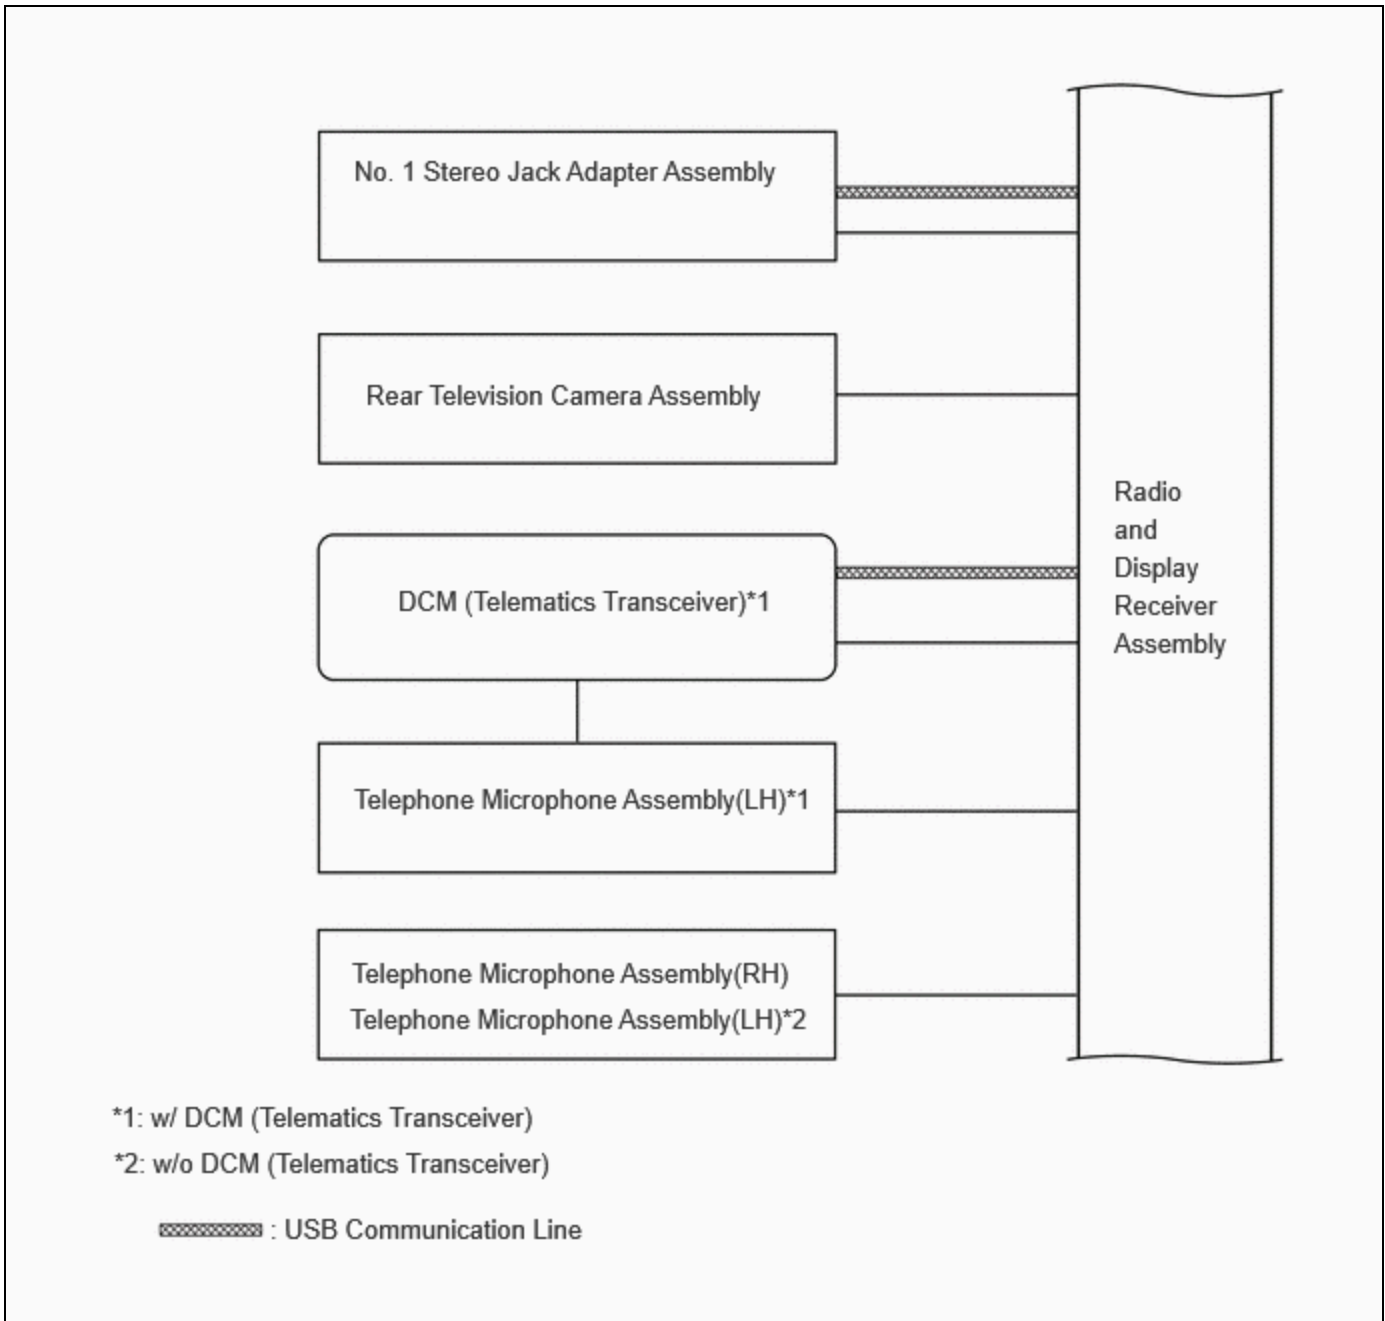 No. 1 Stereo Jack Adapter Assembly
Rear Television Camera Assembly
DCM (Telematics Transceiver)*1
Telephone Microphone Assembly(LH)*1
Telephone Microphone Assembly(RH)
Telephone Microphone Assembly(LH)*2
Radio
and
Display
Receiver
Assembly
*1: w/ DCM (Telematics Transceiver)
*2: w/o DCM (Telematics Transceiver)
: USB Communication Line